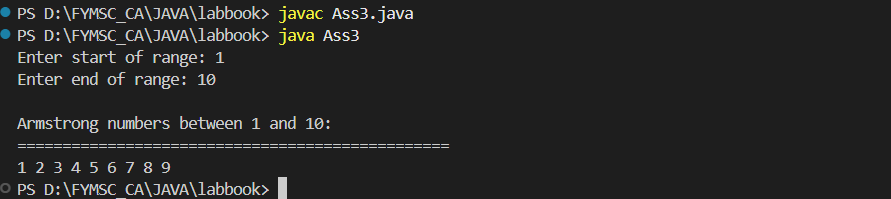 PS D:\FYMSC_CA\JAVA\labbook> javac Ass3.java
PS D:\FYMSC_CA\JAVA\labbook> java Ass3
Enter start of range: 1
Enter end of range: 10

Armstrong numbers between 1 and 10:
================================================
1 2 3 4 5 6 7 8 9
PS D:\FYMSC_CA\JAVA\labbook>